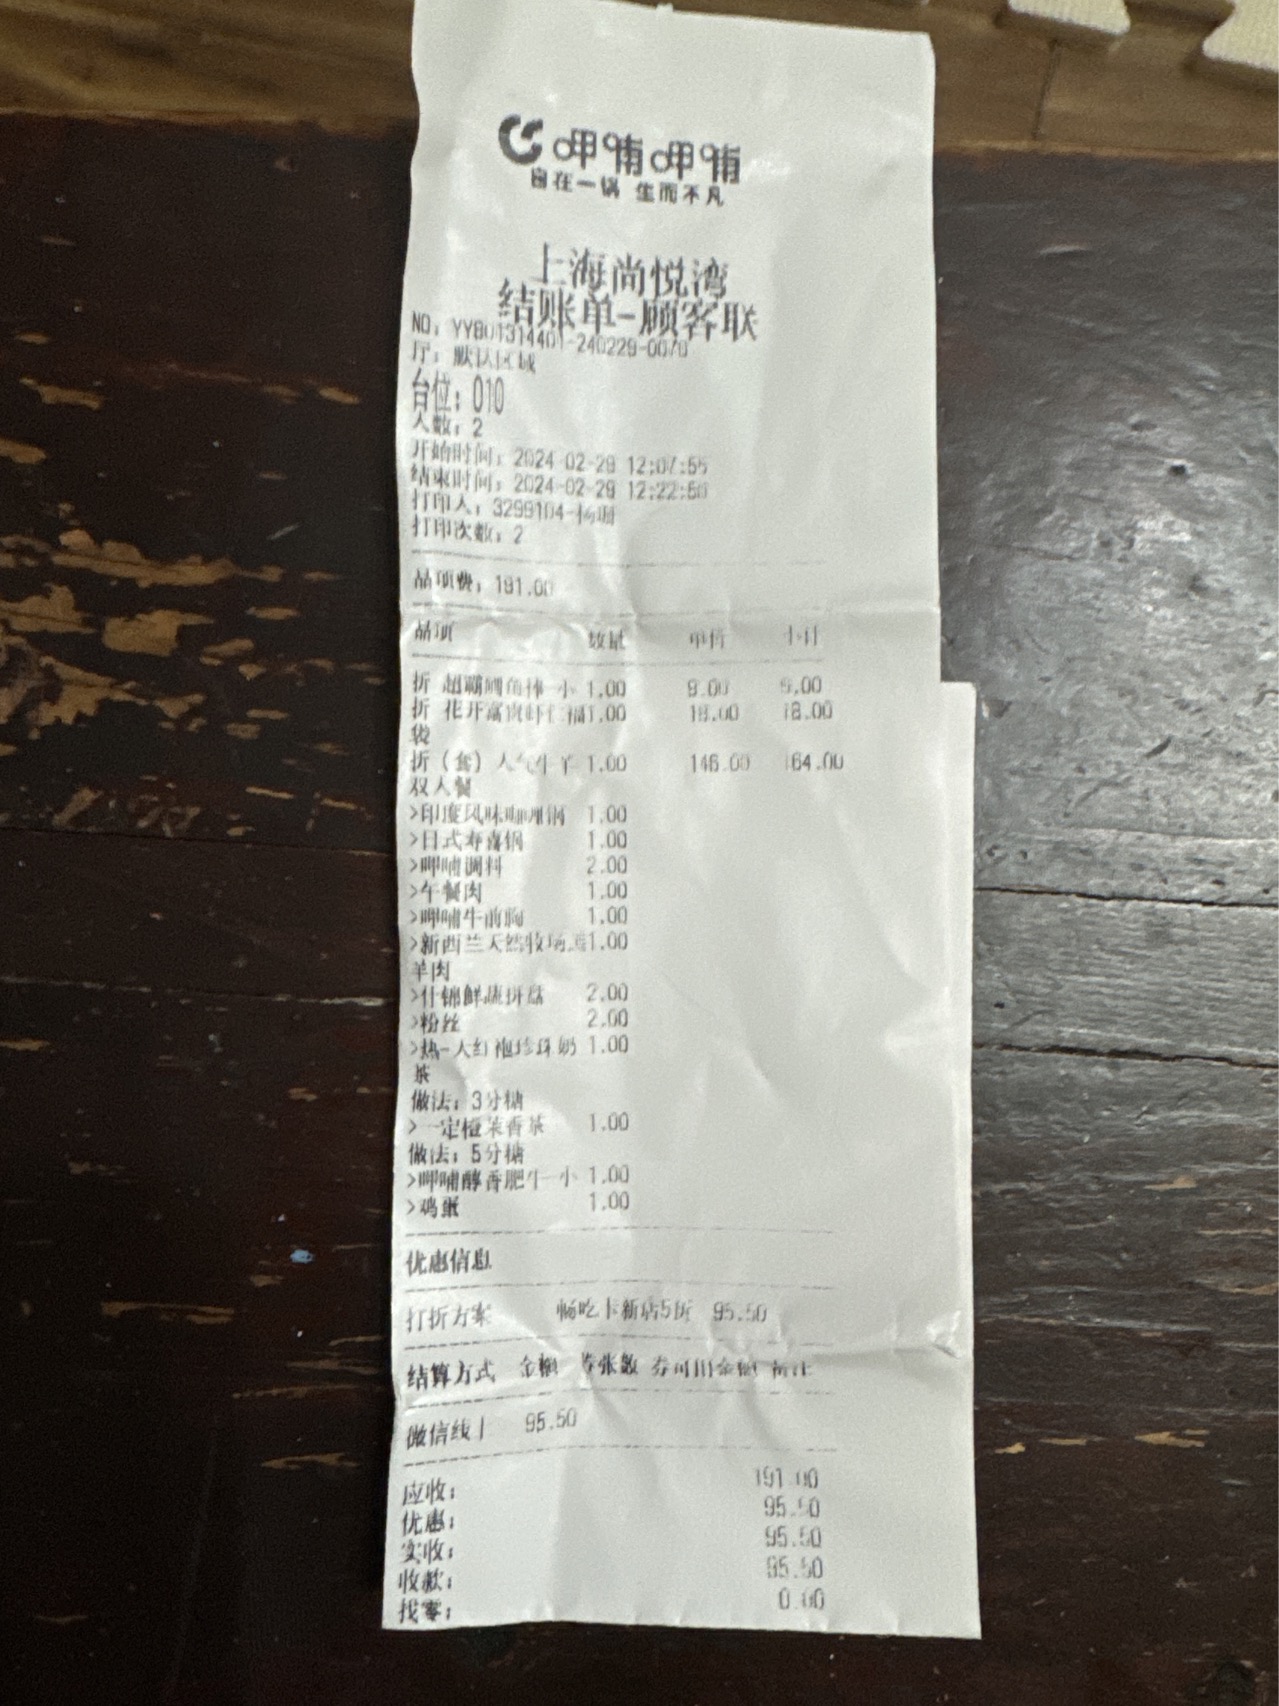 呷哺呷哺
自在一锅 生而不凡
上海尚悦湾
结账单-顾客联
NO: YYB01314401-240229-0070
厅: 默认区域
台位: 010
人数: 2
开始时间: 2024-02-29 12:07:55
结束时间: 2024-02-29 12:22:50
打印人: 3299104-杨
打印次数: 2
品项费: 191.00
品项 数量 单价 小计
折 超霸鳕鱼棒-小 1.00 9.00 9.00
折 花开富贵虾仁福1.00 18.00 18.00
袋
折 (套) 人气牛羊 1.00 146.00 164.00
双人餐
>印度风味咖喱锅 1.00
>日式寿喜锅 1.00
>呷哺调料 2.00
>午餐肉 1.00
>呷哺牛前胸 1.00
>新西兰天然牧场 1.00
羊肉
>什锦鲜蔬拼盘 2.00
>粉丝 2.00
>热-大红袍珍珠奶 1.00
茶
做法: 3分糖
>一定橙茉香茶 1.00
做法: 5分糖
>呷哺醇香肥牛-小 1.00
>鸡蛋 1.00
优惠信息
打折方案 畅吃卡新店5折 95.50
结算方式 金额 券张数 券可用金额 备注
微信线上 95.50
应收: 191.00
优惠: 95.50
实收: 95.50
收款: 95.50
找零: 0.00